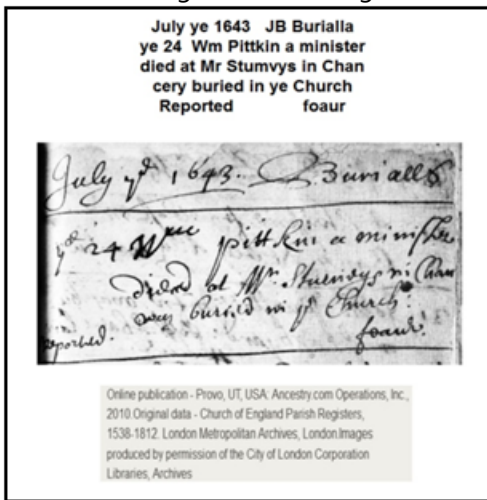 July ye 1643 JB Burialla
ye 24 Wm Pittkin a minister
died at Mr Stumvys in Chan
cery buried in ye Church
Reported foaur
July ye 1643. Burialls
ye 24 Wm Pittkin a minister
died at Mr Stumvys in Chan
cery buried in ye Church
reported. foaur
Online publication - Provo, UT, USA: Ancestry.com Operations, Inc.,
2010.Original data - Church of England Parish Registers,
1538-1812. London Metropolitan Archives, London.Images
produced by permission of the City of London Corporation
Libraries, Archives